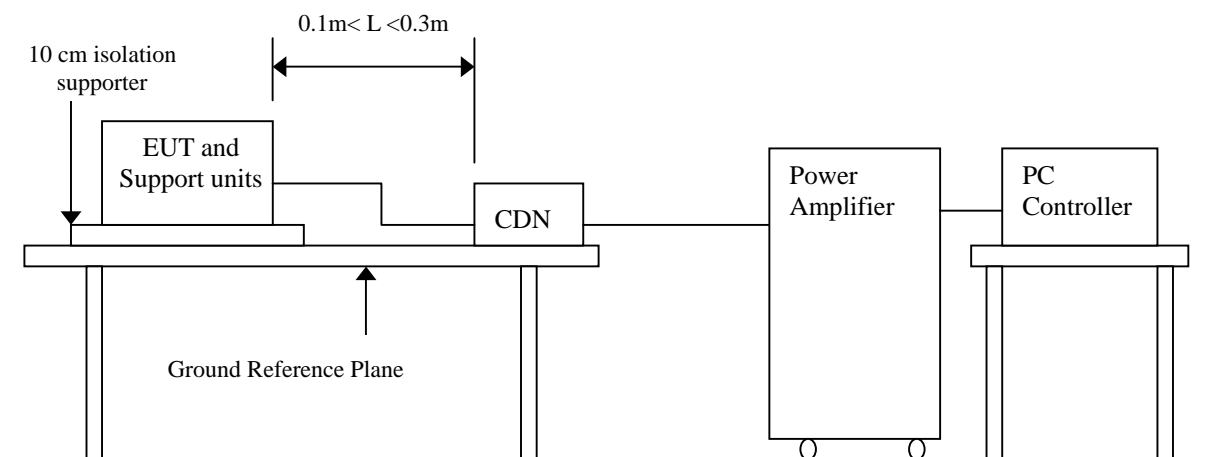 0.1m< L <0.3m
10 cm isolation
supporter
EUT and
Support units
CDN
Power
Amplifier
PC
Controller
Ground Reference Plane